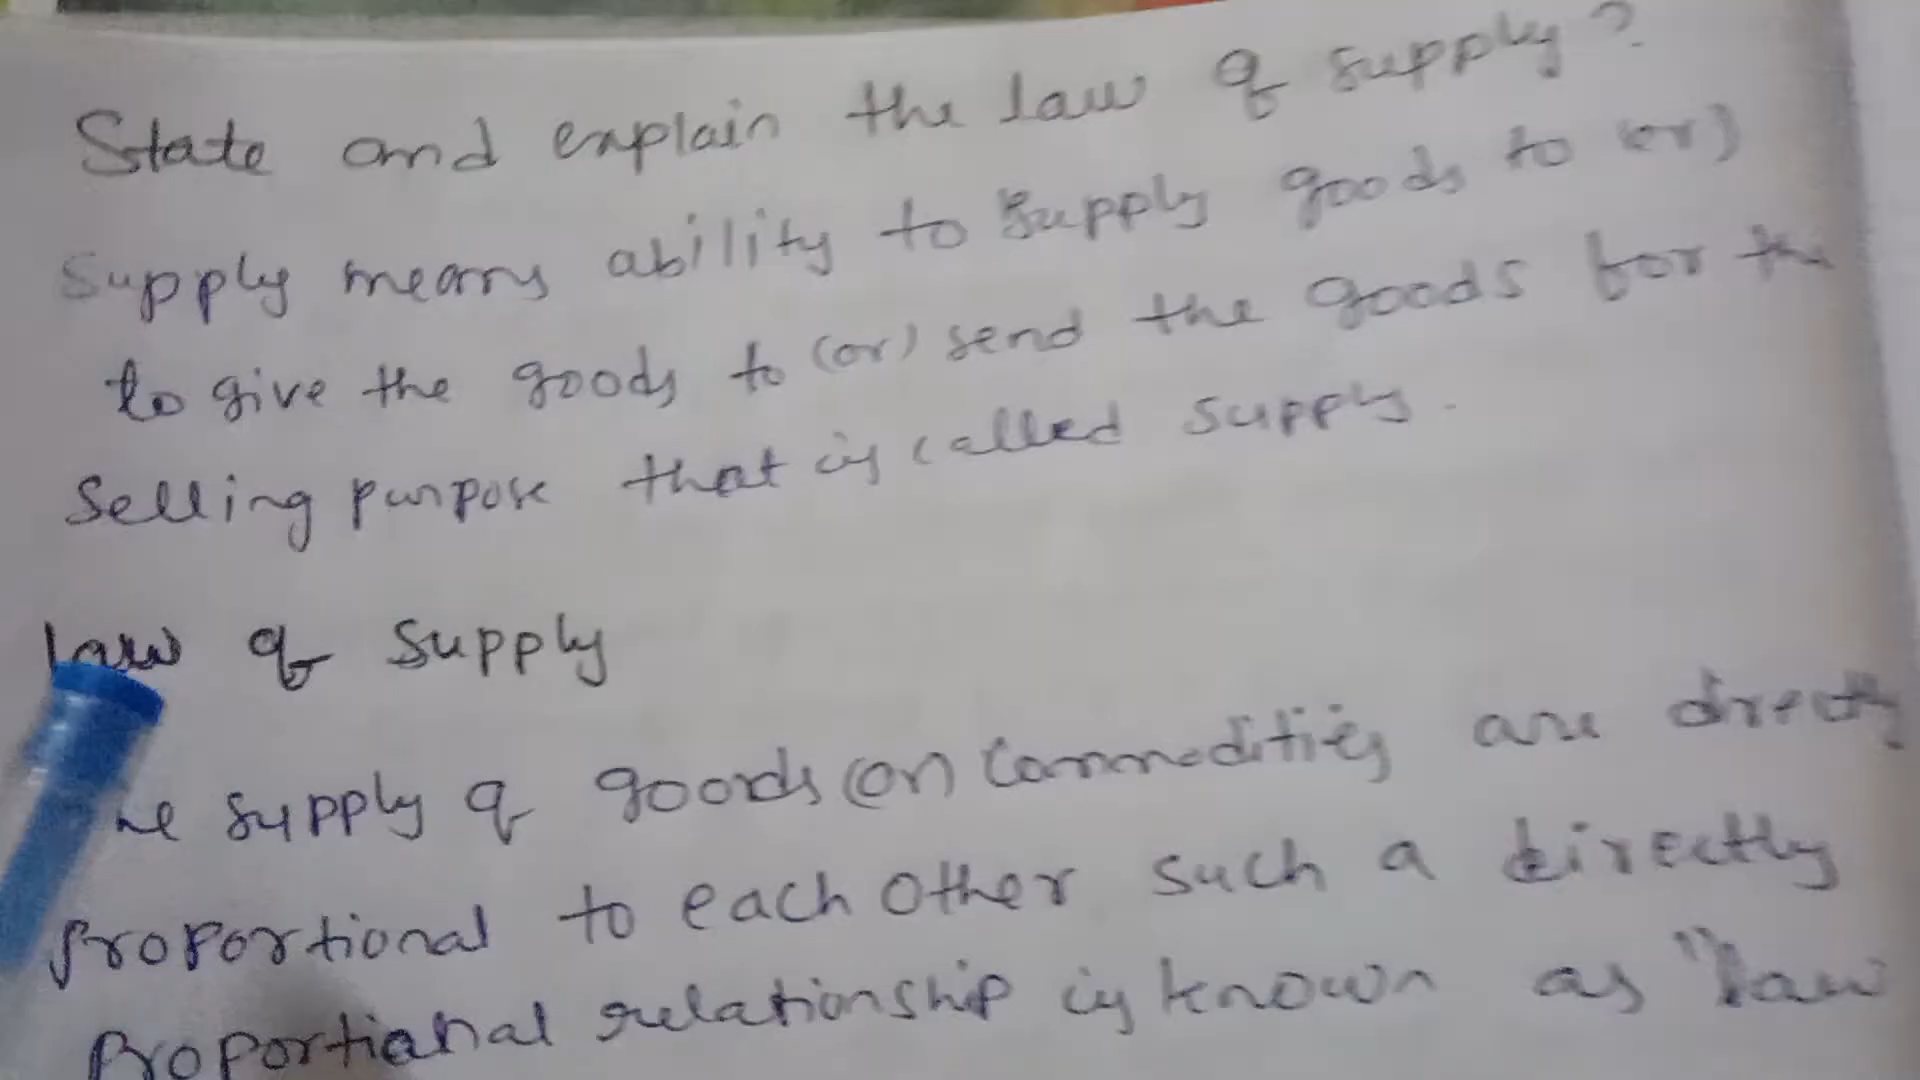 State and explain the law of supply?
Supply means ability to supply goods to (or)
to give the goods to (or) send the goods for the
selling purpose that is called supply.
law of supply
supply of goods (or) commodities are directly
proportional to each other such a directly
proportional relationship is known as "law